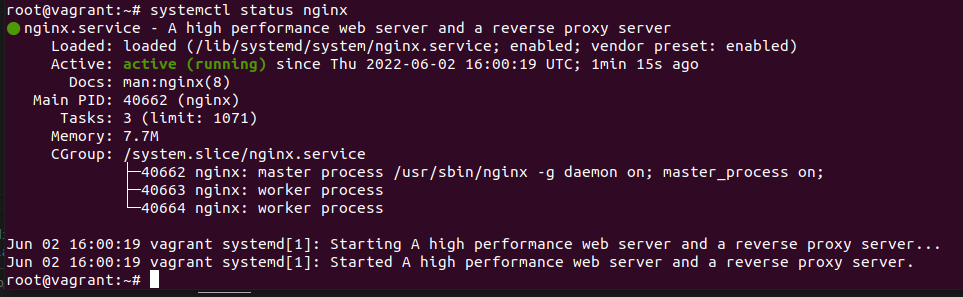 root@vagrant:~# systemctl status nginx
● nginx.service - A high performance web server and a reverse proxy server
     Loaded: loaded (/lib/systemd/system/nginx.service; enabled; vendor preset: enabled)
     Active: active (running) since Thu 2022-06-02 16:00:19 UTC; 1min 15s ago
       Docs: man:nginx(8)
   Main PID: 40662 (nginx)
      Tasks: 3 (limit: 1071)
     Memory: 7.7M
     CGroup: /system.slice/nginx.service
             ├─40662 nginx: master process /usr/sbin/nginx -g daemon on; master_process on;
             ├─40663 nginx: worker process
             └─40664 nginx: worker process
Jun 02 16:00:19 vagrant systemd[1]: Starting A high performance web server and a reverse proxy server...
Jun 02 16:00:19 vagrant systemd[1]: Started A high performance web server and a reverse proxy server.
root@vagrant:~#